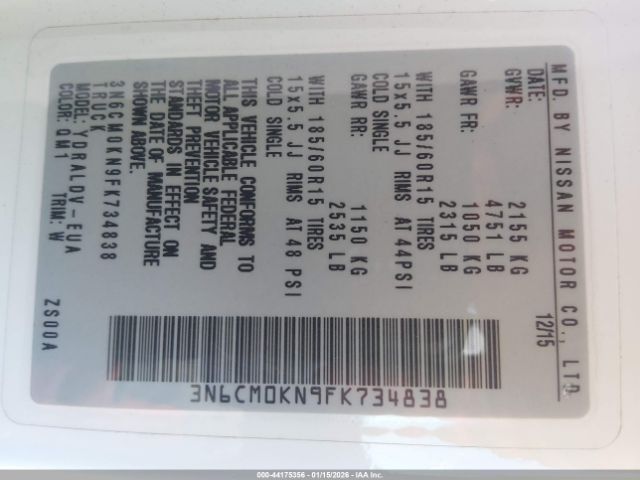 MFD. BY NISSAN MOTOR CO., LTD.
DATE: 12/15
GVWR: 2155 KG
4751 LB
GAWR FR: 1050 KG
2315 LB
WITH 185/60R15 TIRES
15x5.5 JJ RIMS AT 44PSI
COLD SINGLE
GAWR RR: 1150 KG
2535 LB
WITH 185/60R15 TIRES
15x5.5 JJ RIMS AT 48 PSI
COLD SINGLE
THIS VEHICLE CONFORMS TO
ALL APPLICABLE FEDERAL
MOTOR VEHICLE SAFETY AND
THEFT PREVENTION
STANDARDS IN EFFECT ON
THE DATE OF MANUFACTURE
SHOWN ABOVE.
3N6CM0KN9FK734838
TRUCK
MODEL: YDRALDV-EUA
COLOR: QM1 TRIM: W
ZS00A
3N6CM0KN9FK734838
000-44175356 - 01/15/2026 - IAA Inc.